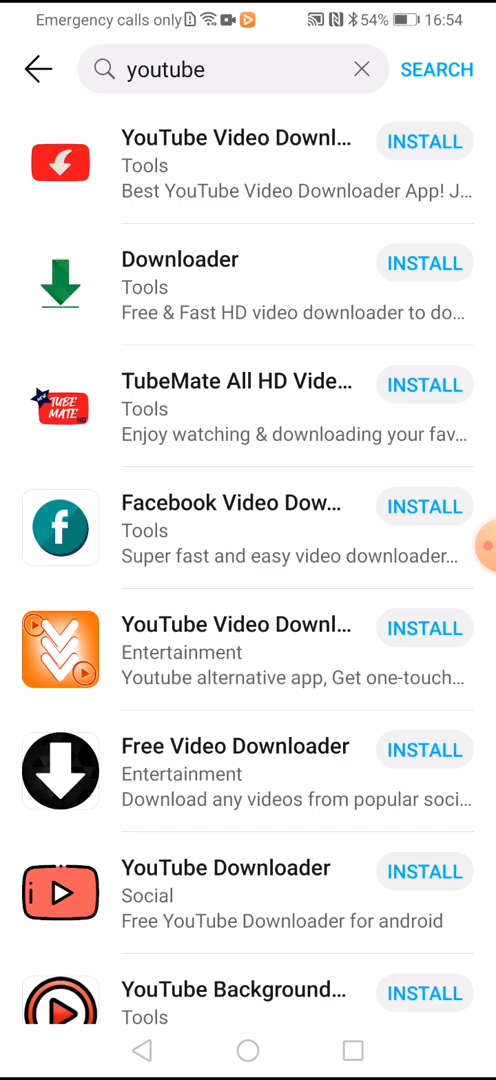 Emergency calls only 54% 16:54
youtube SEARCH
YouTube Video Downl... INSTALL
Tools
Best YouTube Video Downloader App! J...
Downloader INSTALL
Tools
Free & Fast HD video downloader to do...
TubeMate All HD Vide... INSTALL
TUBE
MATE
HD
Tools
Enjoy watching & downloading your fav...
Facebook Video Dow... INSTALL
f
Tools
Super fast and easy video downloader...
YouTube Video Downl... INSTALL
Entertainment
Youtube alternative app, Get one-touch...
Free Video Downloader INSTALL
Entertainment
Download any videos from popular soci...
YouTube Downloader INSTALL
Social
Free YouTube Downloader for android
YouTube Background... INSTALL
Tools